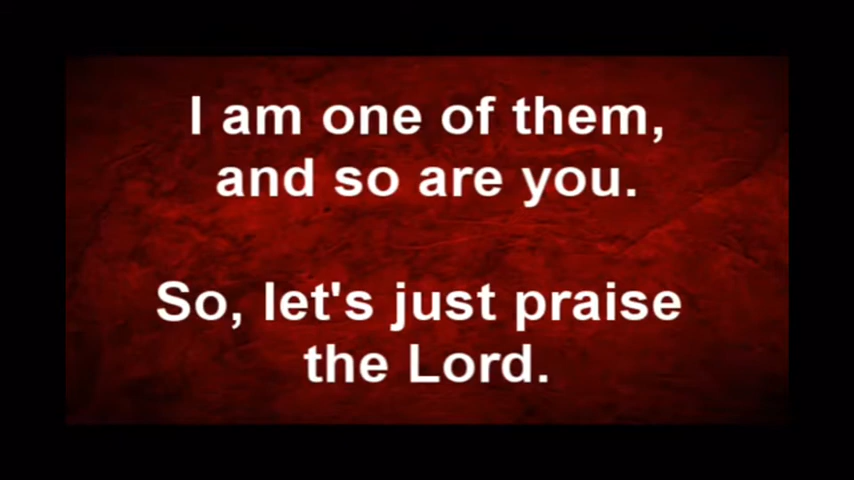 I am one of them,
and so are you.
So, let's just praise
the Lord.